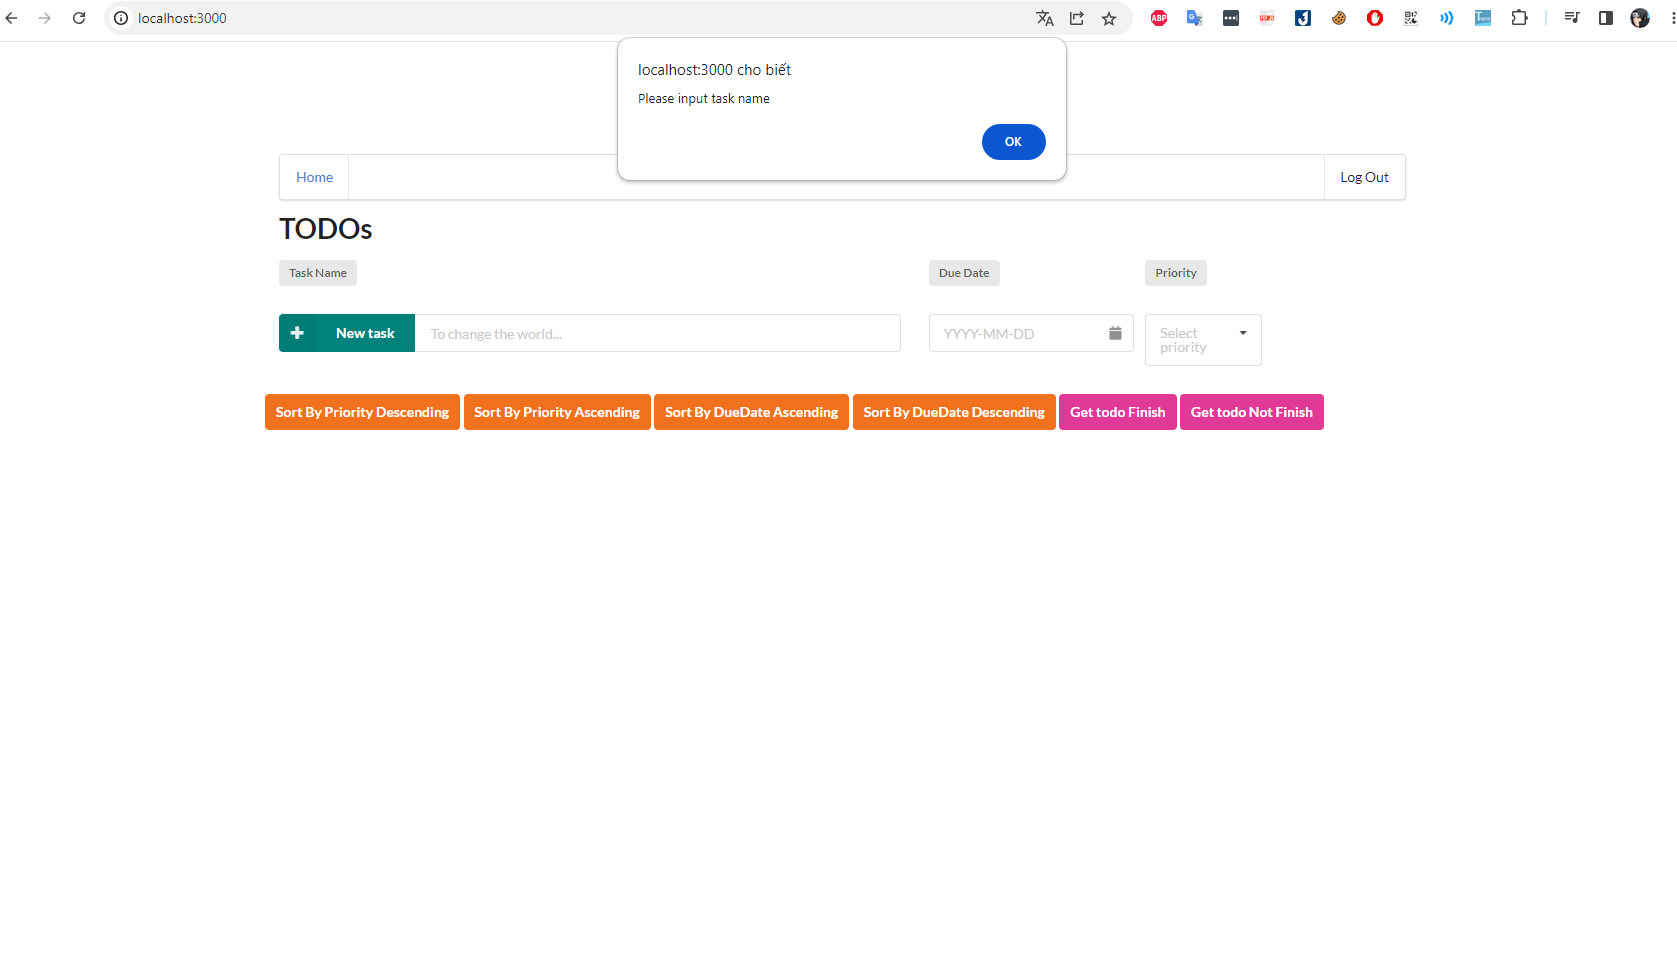 localhost:3000
ABP
localhost:3000 cho biết
Please input task name
OK
Home
Log Out
TODOs
Task Name
Due Date
Priority
New task
To change the world...
YYYY-MM-DD
Select
priority
Sort By Priority Descending
Sort By Priority Ascending
Sort By DueDate Ascending
Sort By DueDate Descending
Get todo Finish
Get todo Not Finish